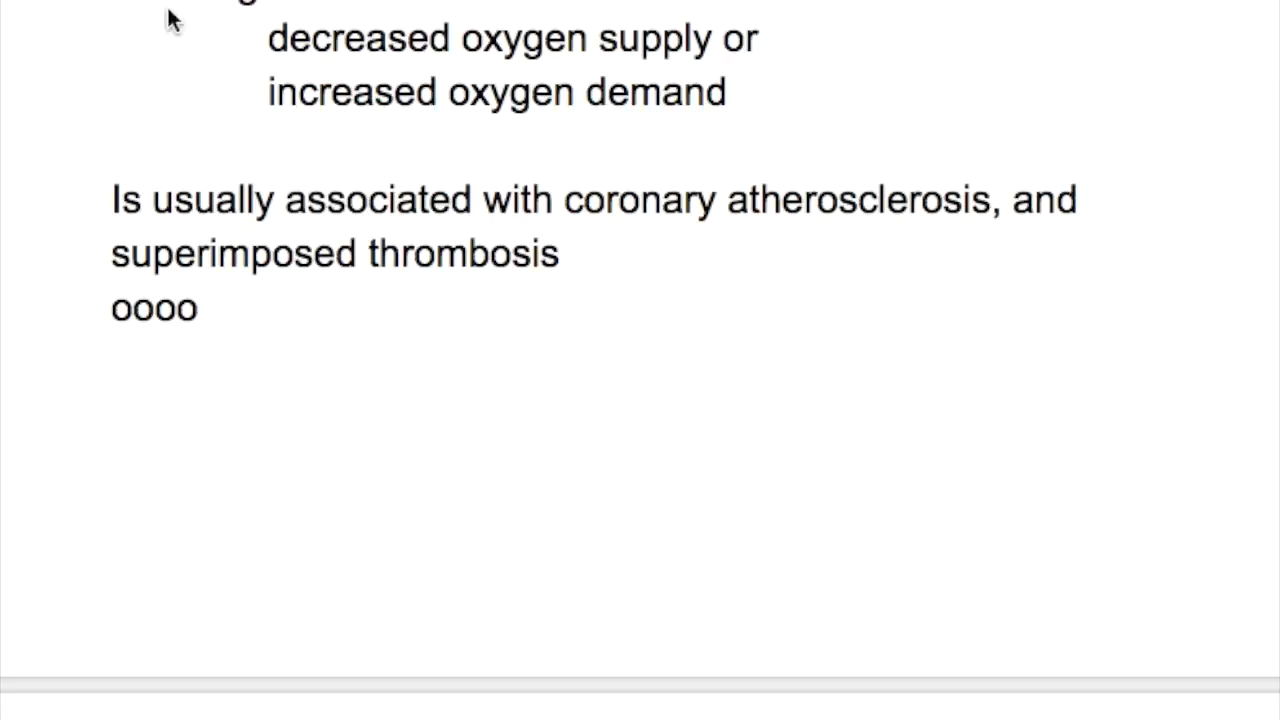 decreased oxygen supply or
increased oxygen demand
Is usually associated with coronary atherosclerosis, and
superimposed thrombosis
oooo